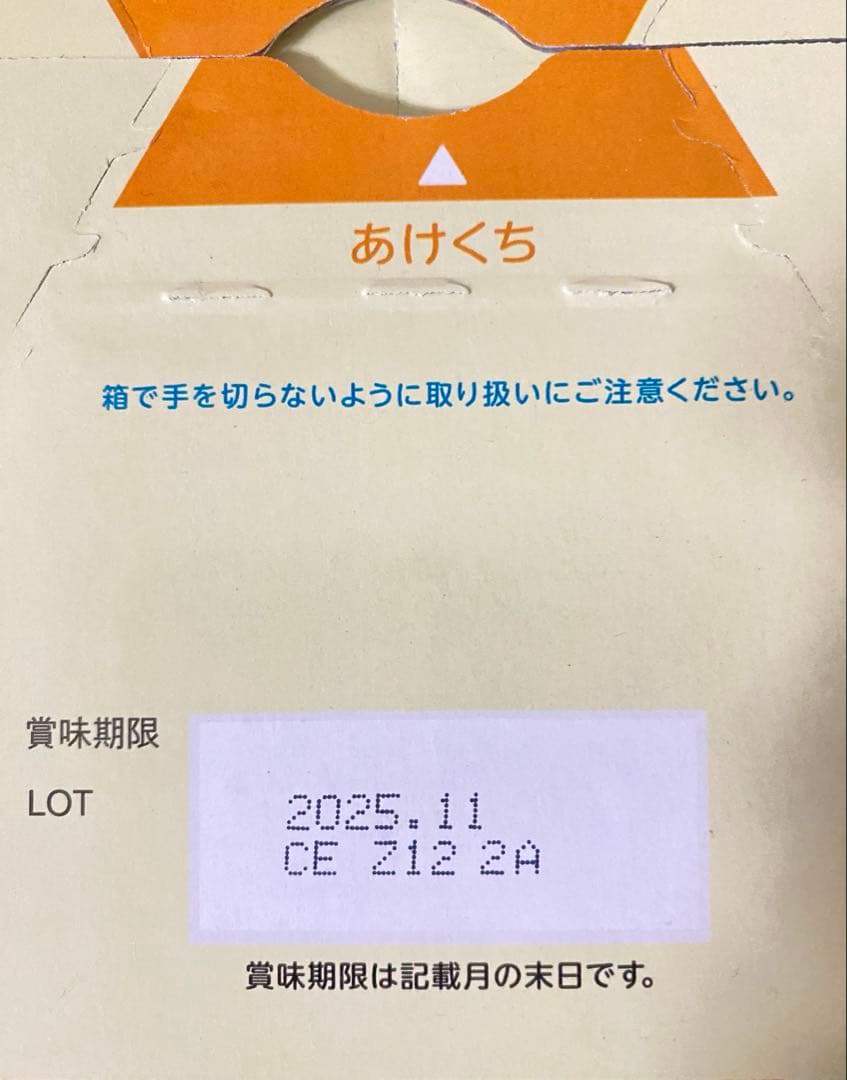 あけくち
箱で手を切らないように取り扱いにご注意ください。
賞味期限
LOT
2025.11
CE Z12 2A
賞味期限は記載月の末日です。